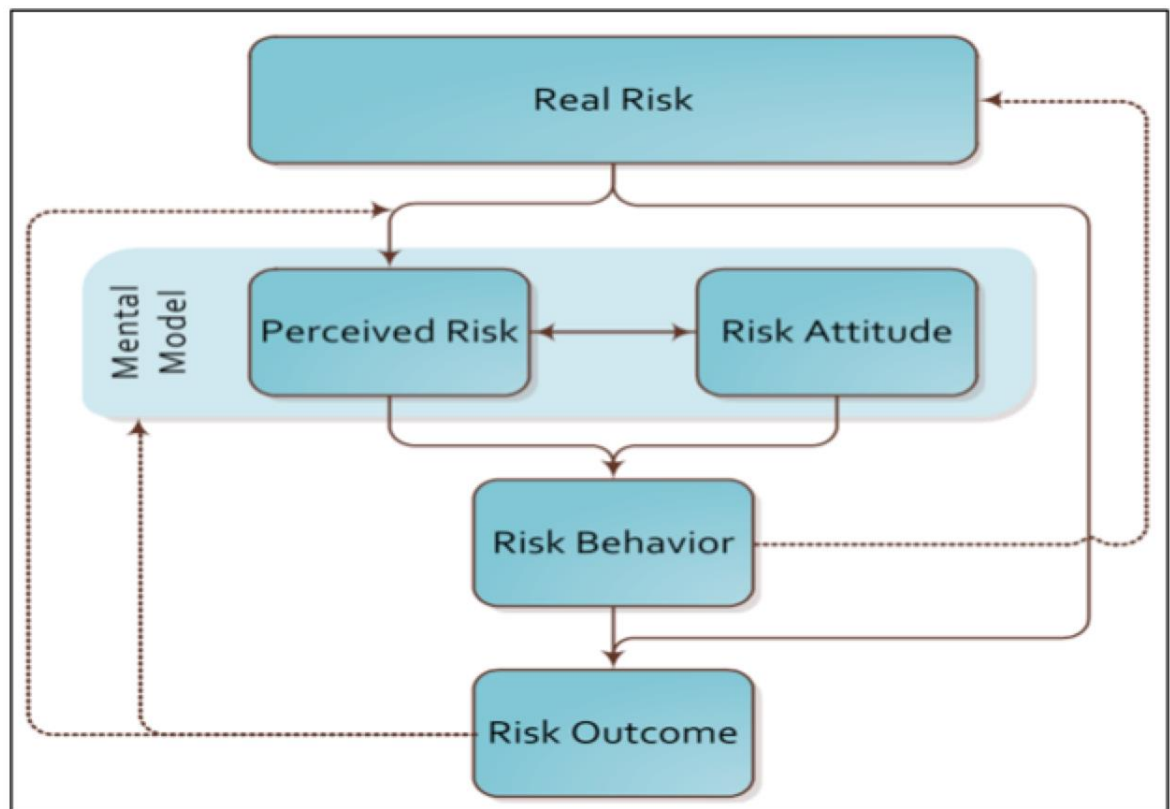 Real Risk
Mental
Model
Perceived Risk
Risk Attitude
Risk Behavior
Risk Outcome